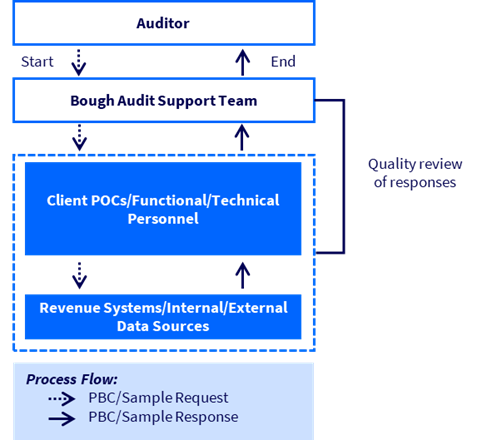 Auditor
Start
End
Bough Audit Support Team
Quality review
of responses
Client POCs/Functional/Technical
Personnel
Revenue Systems/Internal/External
Data Sources
Process Flow:
PBC/Sample Request
PBC/Sample Response